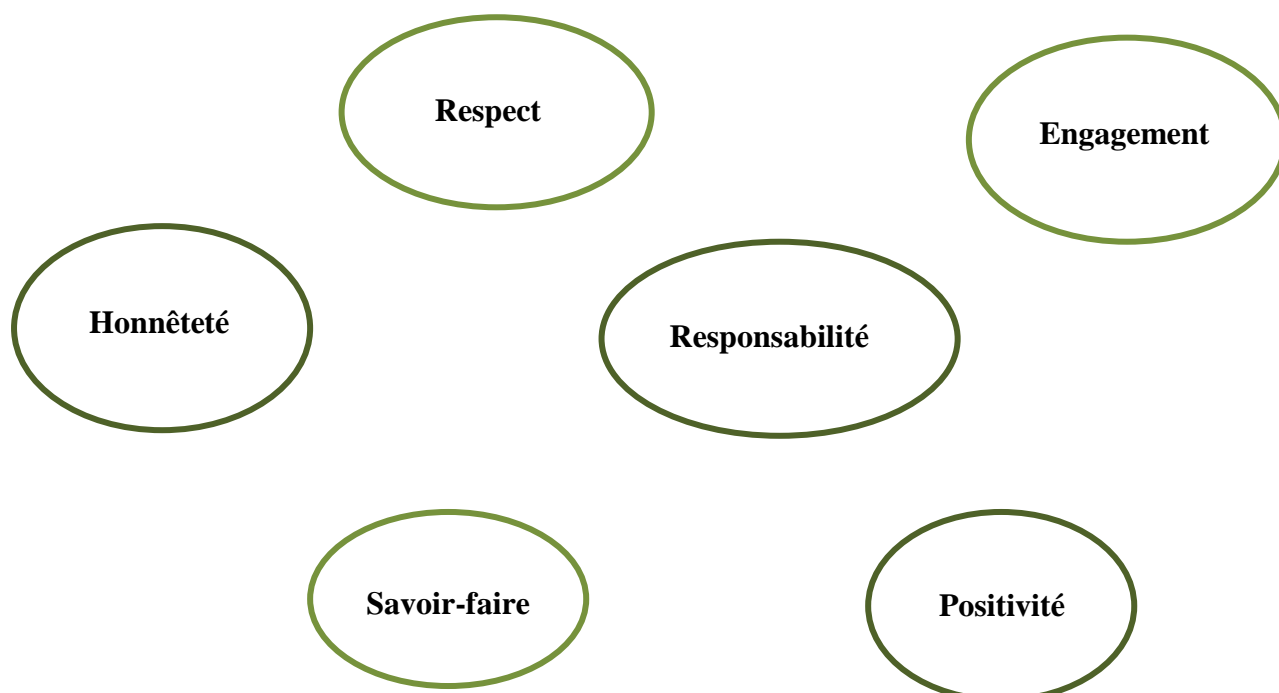 Respect
Engagement
Honnêteté
Responsabilité
Savoir-faire
Positivité